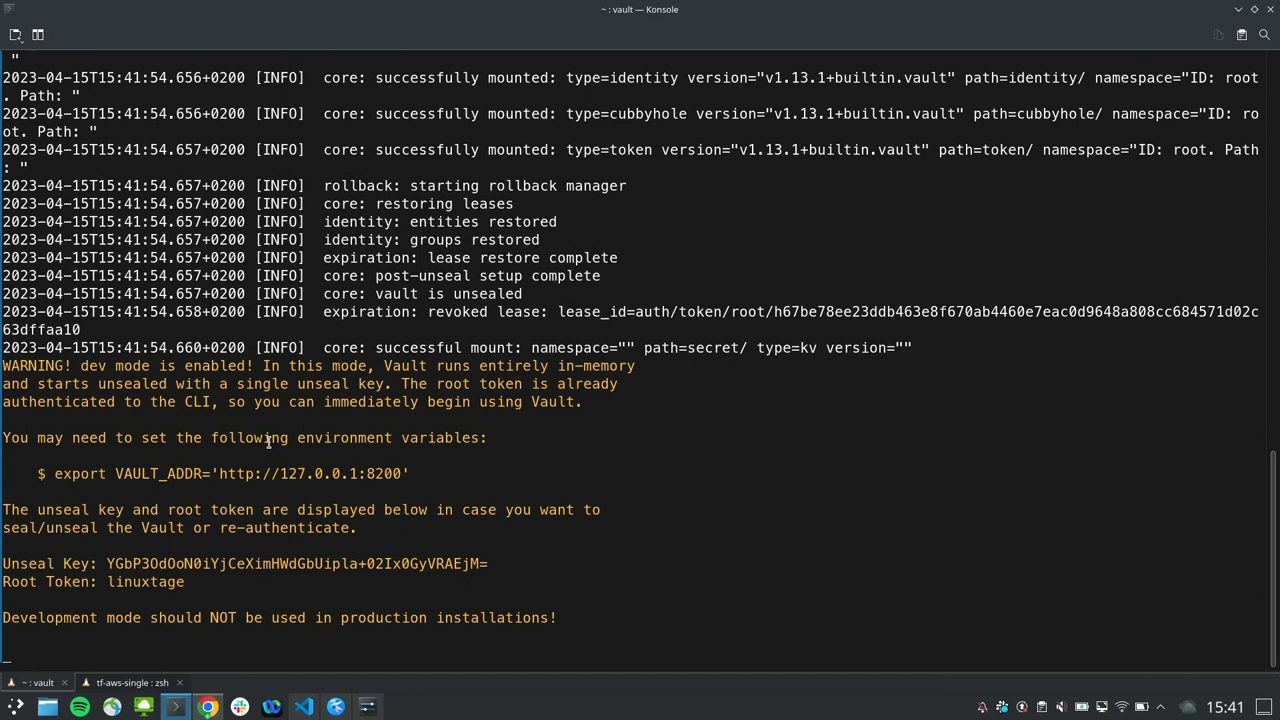 ~ : vault — Konsole
"
2023-04-15T15:41:54.656+0200 [INFO]  core: successfully mounted: type=identity version="v1.13.1+builtin.vault" path=identity/ namespace="ID: root
. Path: "
2023-04-15T15:41:54.656+0200 [INFO]  core: successfully mounted: type=cubbyhole version="v1.13.1+builtin.vault" path=cubbyhole/ namespace="ID: ro
ot. Path: "
2023-04-15T15:41:54.657+0200 [INFO]  core: successfully mounted: type=token version="v1.13.1+builtin.vault" path=token/ namespace="ID: root. Path
: "
2023-04-15T15:41:54.657+0200 [INFO]  rollback: starting rollback manager
2023-04-15T15:41:54.657+0200 [INFO]  core: restoring leases
2023-04-15T15:41:54.657+0200 [INFO]  identity: entities restored
2023-04-15T15:41:54.657+0200 [INFO]  identity: groups restored
2023-04-15T15:41:54.657+0200 [INFO]  expiration: lease restore complete
2023-04-15T15:41:54.657+0200 [INFO]  core: post-unseal setup complete
2023-04-15T15:41:54.657+0200 [INFO]  core: vault is unsealed
2023-04-15T15:41:54.658+0200 [INFO]  expiration: revoked lease: lease_id=auth/token/root/h67be78ee23ddb463e8f670ab4460e7eac0d9648a808cc684571d02c
63dffaa10
2023-04-15T15:41:54.660+0200 [INFO]  core: successful mount: namespace="" path=secret/ type=kv version=""
WARNING! dev mode is enabled! In this mode, Vault runs entirely in-memory
and starts unsealed with a single unseal key. The root token is already
authenticated to the CLI, so you can immediately begin using Vault.
You may need to set the following environment variables:
$ export VAULT_ADDR='http://127.0.0.1:8200'
The unseal key and root token are displayed below in case you want to
seal/unseal the Vault or re-authenticate.
Unseal Key: YGbP3OdOoN0iYjCeXimHWdGbUipla+02Ix0GyVRAEjM=
Root Token: linuxtage
Development mode should NOT be used in production installations!
~ : vault
tf-aws-single : zsh
15:41